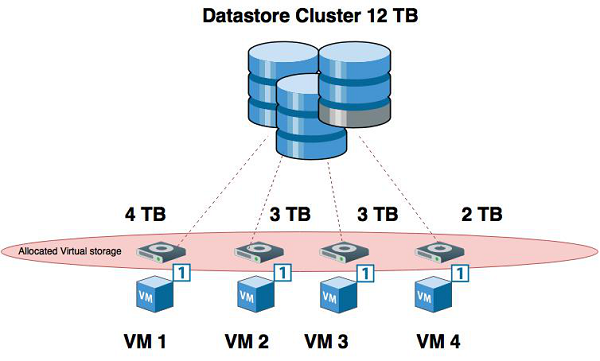 Datastore Cluster 12 TB
4 TB 3 TB 3 TB 2 TB
Allocated Virtual storage
1 1 1 1
VM VM VM VM
VM 1 VM 2 VM 3 VM 4